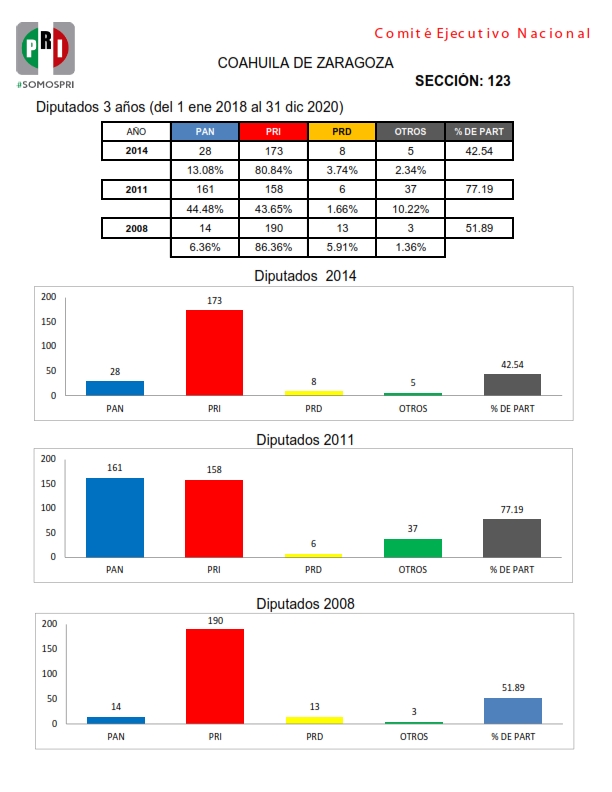 Comité Ejecutivo Nacional
PRI
#SOMOSPRI
COAHUILA DE ZARAGOZA
SECCIÓN: 123
Diputados 3 años (del 1 ene 2018 al 31 dic 2020)
AÑO PAN PRI PRD OTROS % DE PART
2014 28 173 8 5 42.54
13.08% 80.84% 3.74% 2.34%
2011 161 158 6 37 77.19
44.48% 43.65% 1.66% 10.22%
2008 14 190 13 3 51.89
6.36% 86.36% 5.91% 1.36%
Diputados 2014
200
150
100
50
0
28 173 8 5 42.54
PAN PRI PRD OTROS % DE PART
Diputados 2011
200
150
100
50
0
161 158 6 37 77.19
PAN PRI PRD OTROS % DE PART
Diputados 2008
200
150
100
50
0
14 190 13 3 51.89
PAN PRI PRD OTROS % DE PART